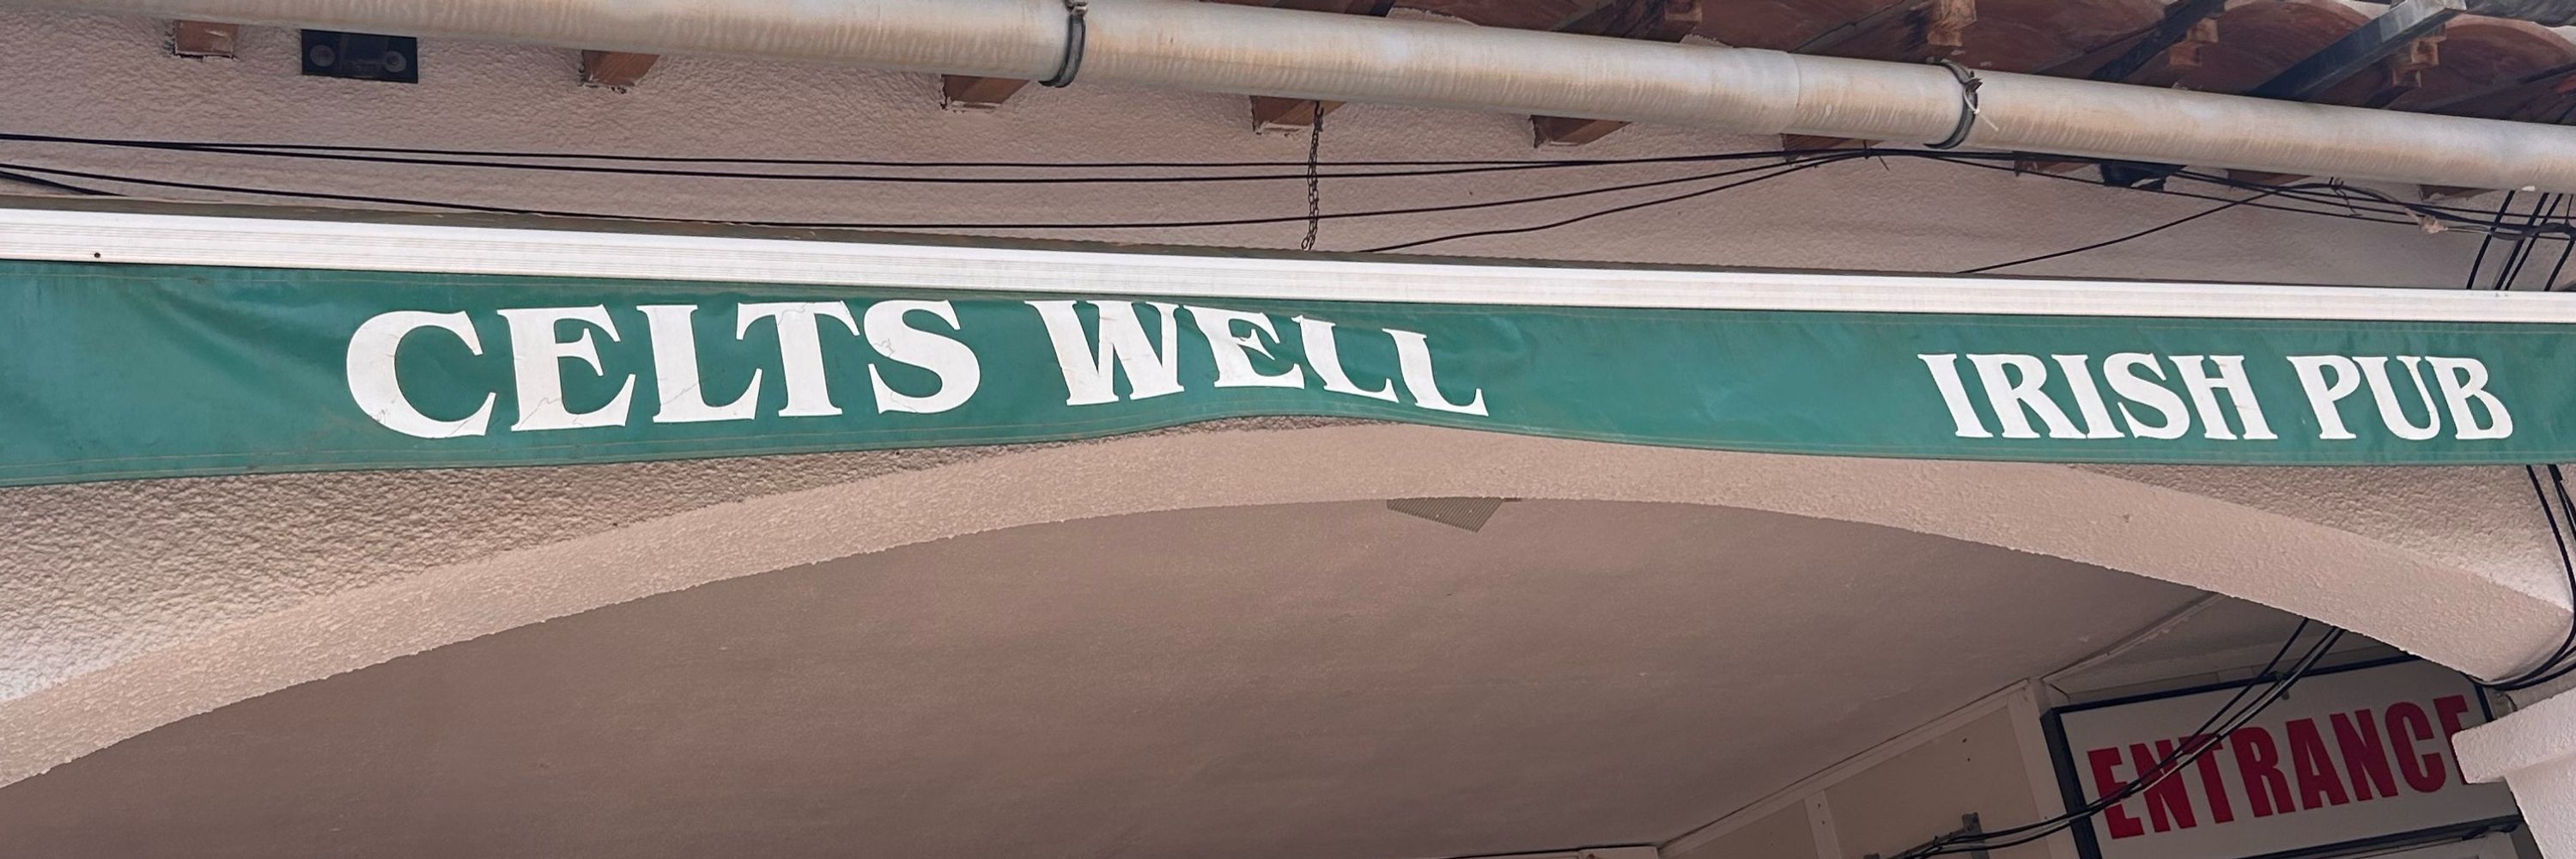 CELTS WELL IRISH PUB
ENTRANCE